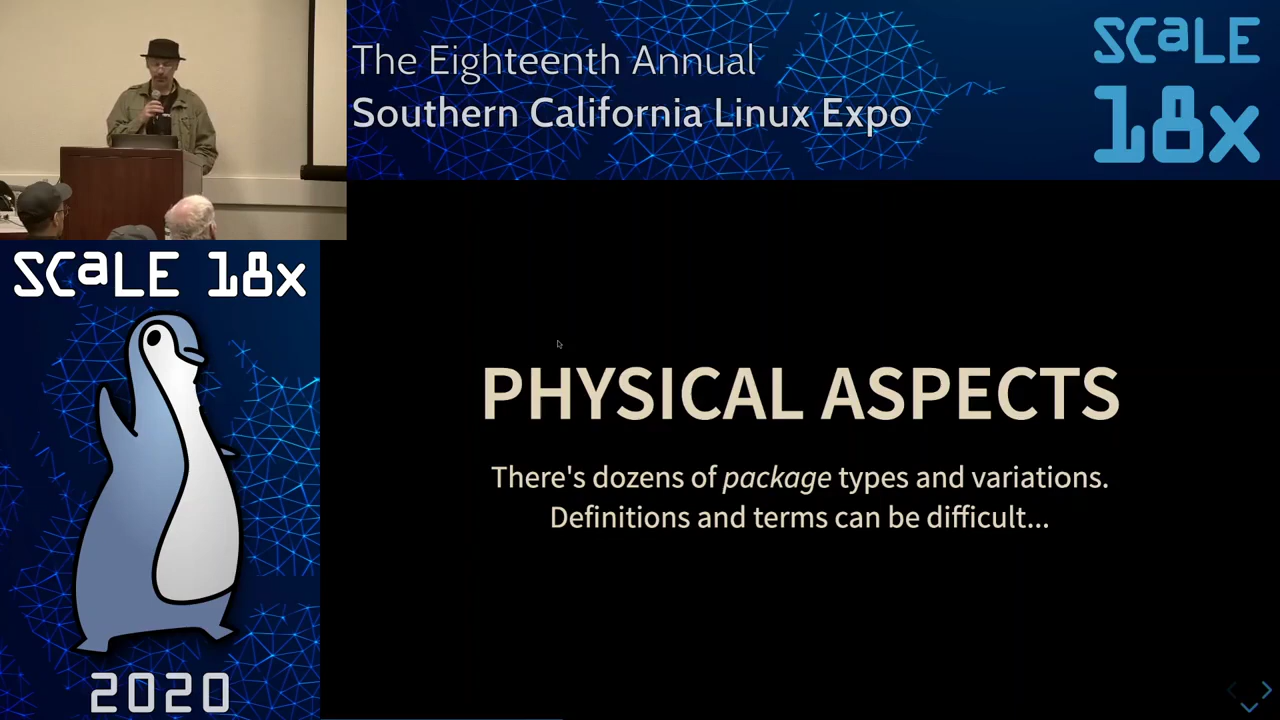 The Eighteenth Annual
Southern California Linux Expo
SCaLE
18x
SCaLE 18x
2020
PHYSICAL ASPECTS
There's dozens of package types and variations.
Definitions and terms can be difficult...